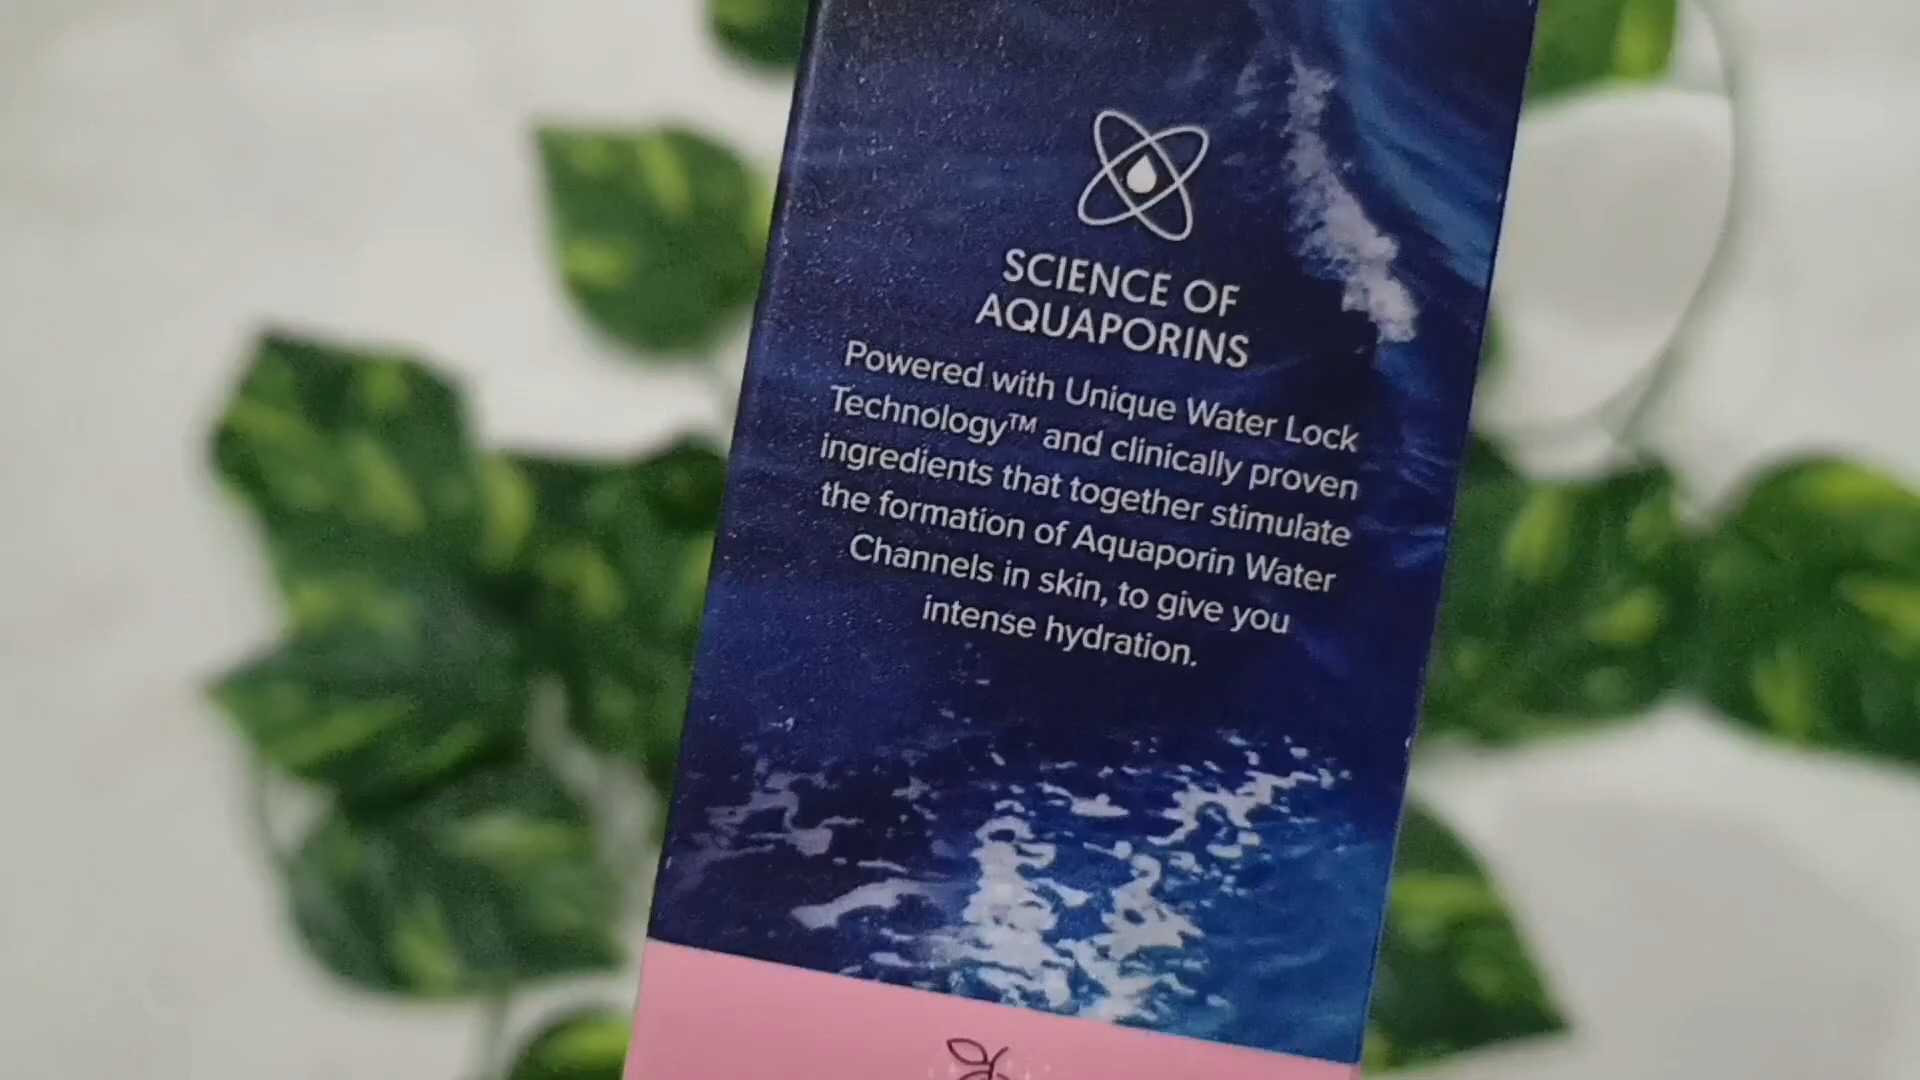 SCIENCE OF
AQUAPORINS
Powered with Unique Water Lock
Technology™ and clinically proven
ingredients that together stimulate
the formation of Aquaporin Water
Channels in skin, to give you
intense hydration.